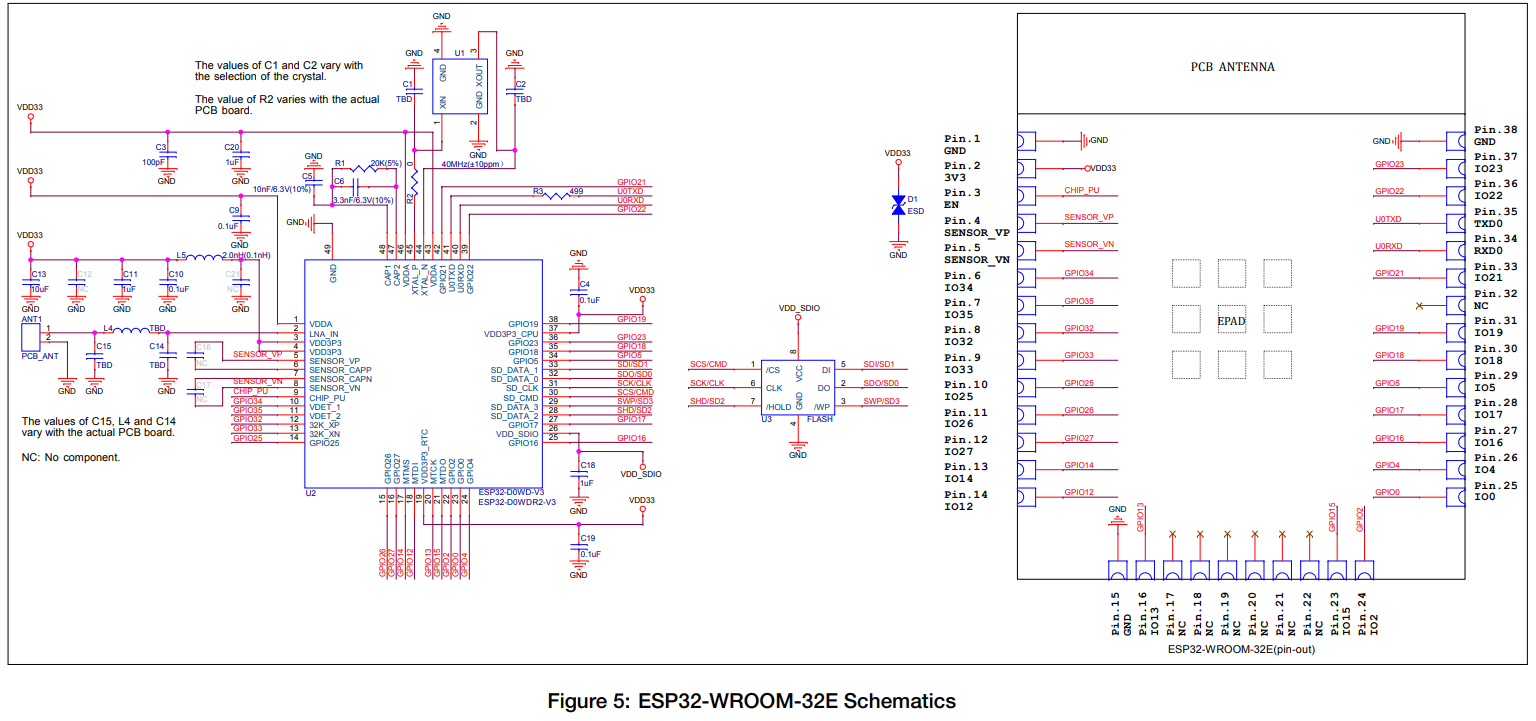 The values of C1 and C2 vary with
the selection of the crystal.
The value of R2 varies with the actual
PCB board.
GND
GND
GND
U1
4
3
GND
XOUT
XIN
GND
1
2
C1
TBD
C2
TBD
GND
40MHz(±10ppm)
VDD33
C3
100pF
GND
C20
1uF
GND
VDD33
C9
0.1uF
GND
GND
C5
10nF/6.3V(10%)
R1
20K(5%)
C6
3.3nF/6.3V(10%)
R2
0
R3
499
GPIO21
U0TXD
U0RXD
GPIO22
GND
VDD33
L5
2.0nH(0.1nH)
C13
10uF
GND
C12
NC
GND
C11
1uF
GND
C10
0.1uF
GND
C21
NC
GND
ANT1
1
2
PCB_ANT
GND
L4
TBD
C15
TBD
GND
C14
TBD
GND
C16
NC
C17
NC
SENSOR_VP
SENSOR_VN
CHIP_PU
GPIO34
GPIO35
GPIO32
GPIO33
GPIO25
The values of C15, L4 and C14
vary with the actual PCB board.
NC: No component.
49
GND
48
CAP1
47
CAP2
46
VDDA
45
XTAL_P
44
XTAL_N
43
VDDA
42
GPIO21
41
U0TXD
40
U0RXD
39
GPIO22
1
VDDA
2
LNA_IN
3
VDD3P3
4
VDD3P3
5
SENSOR_VP
6
SENSOR_CAPP
7
SENSOR_CAPN
8
SENSOR_VN
9
CHIP_PU
10
VDET_1
11
VDET_2
12
32K_XP
13
32K_XN
14
GPIO25
GPIO19
38
VDD3P3_CPU
37
GPIO23
36
GPIO18
35
GPIO5
34
SD_DATA_1
33
SD_DATA_0
32
SD_CLK
31
SD_CMD
30
SD_DATA_3
29
SD_DATA_2
28
GPIO17
27
VDD_SDIO
26
GPIO16
25
GPIO26
15
GPIO27
16
MTMS
17
MTDI
18
VDD3P3_RTC
19
MTCK
20
MTDO
21
GPIO2
22
GPIO0
23
GPIO4
24
U2
ESP32-D0WD-V3
ESP32-D0WDR2-V3
GPIO26
GPIO27
GPIO14
GPIO12
GPIO13
GPIO15
GPIO2
GPIO0
GPIO4
GND
C4
0.1uF
VDD33
GPIO19
GPIO23
GPIO18
GPIO5
SDI/SD1
SDO/SD0
SCK/CLK
SCS/CMD
SWP/SD3
SHD/SD2
GPIO17
GPIO16
C18
1uF
GND
VDD_SDIO
VDD33
C19
0.1uF
GND
VDD_SDIO
8
VCC
SCS/CMD
1
/CS
SCK/CLK
6
CLK
SHD/SD2
7
/HOLD
DI
5
SDI/SD1
DO
2
SDO/SD0
/WP
3
SWP/SD3
GND
4
U3
FLASH
GND
VDD33
D1
ESD
GND
PCB ANTENNA
EPAD
Pin.1
GND
GND
Pin.2
3V3
VDD33
Pin.3
EN
CHIP_PU
Pin.4
SENSOR_VP
SENSOR_VP
Pin.5
SENSOR_VN
SENSOR_VN
Pin.6
IO34
GPIO34
Pin.7
IO35
GPIO35
Pin.8
IO32
GPIO32
Pin.9
IO33
GPIO33
Pin.10
IO25
GPIO25
Pin.11
IO26
GPIO26
Pin.12
IO27
GPIO27
Pin.13
IO14
GPIO14
Pin.14
IO12
GPIO12
GND
Pin.38
GND
GPIO23
Pin.37
IO23
GPIO22
Pin.36
IO22
U0TXD
Pin.35
TXD0
U0RXD
Pin.34
RXD0
GPIO21
Pin.33
IO21
Pin.32
NC
GPIO19
Pin.31
IO19
GPIO18
Pin.30
IO18
GPIO5
Pin.29
IO5
GPIO17
Pin.28
IO17
GPIO16
Pin.27
IO16
GPIO4
Pin.26
IO4
GPIO0
Pin.25
IO0
GND
GPIO13
GPIO15
GPIO2
Pin.15
GND
Pin.16
IO13
Pin.17
NC
Pin.18
NC
Pin.19
NC
Pin.20
NC
Pin.21
NC
Pin.22
NC
Pin.23
IO15
Pin.24
IO2
ESP32-WROOM-32E(pin-out)
Figure 5: ESP32-WROOM-32E Schematics